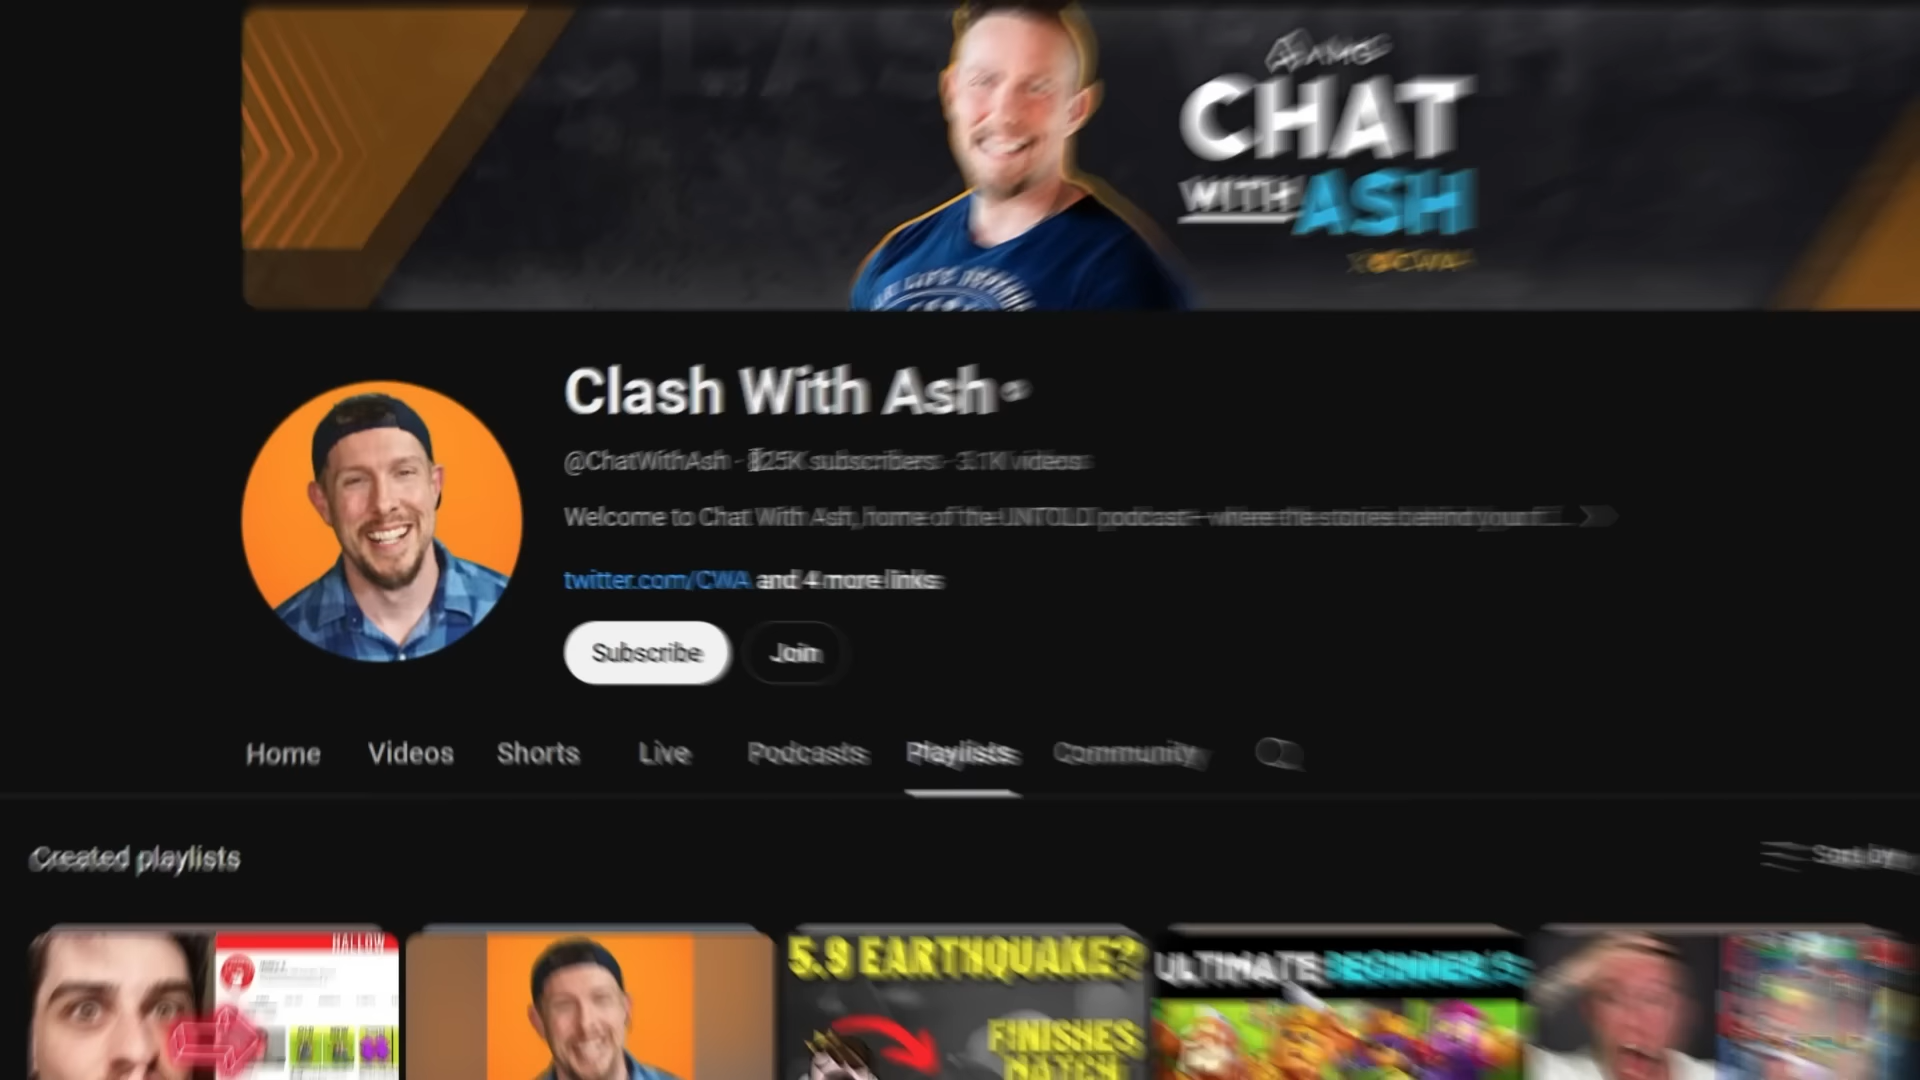 CHAT
WITH ASH
Clash With Ash
@ChatWithAsh · 825K subscribers · 3.1K videos
Welcome to Chat With Ash, home of the UNTOLD podcast – where the stories behind your f...
twitter.com/CWA and 4 more links
Subscribe Join
Home Videos Shorts Live Podcasts Playlists Community
Created playlists Sort by
HALLOW
5.9 EARTHQUAKE? ULTIMATE BEGINNER'S
FINISHES
MATCH